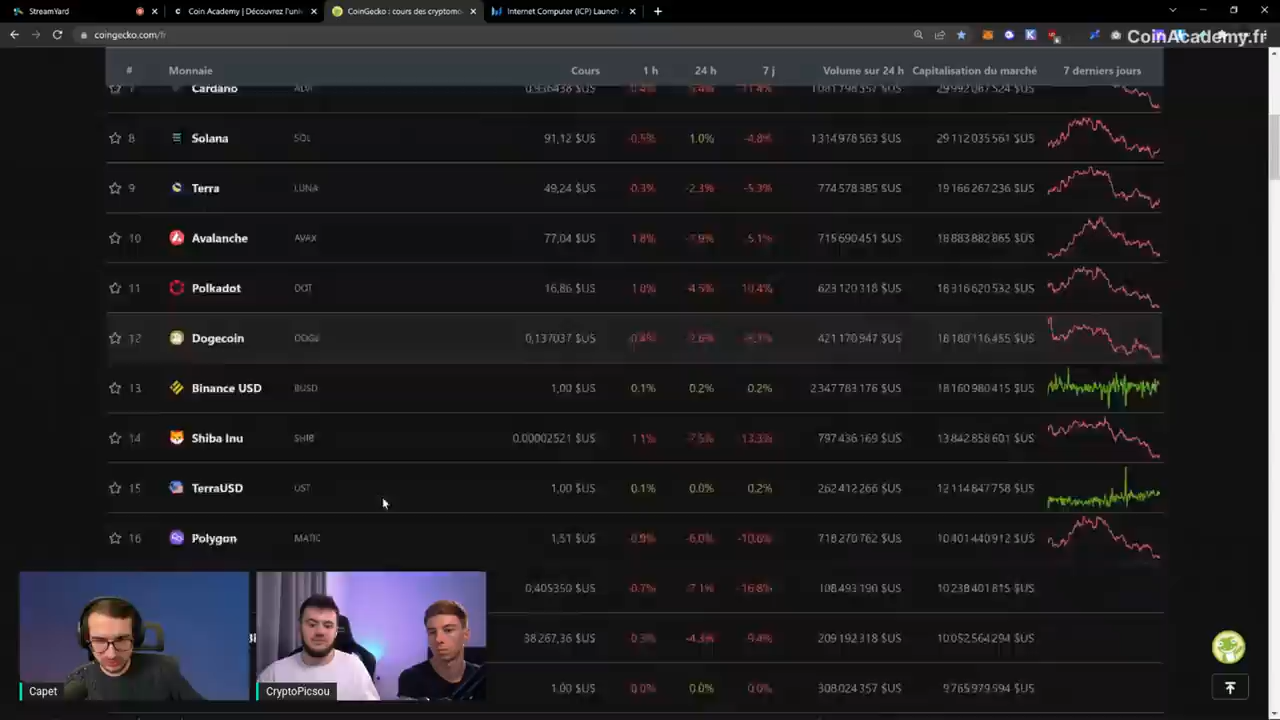 StreamYard
Coin Academy | Découvrez l'uni
CoinGecko : cours des cryptomo
Internet Computer (ICP) Launch
coingecko.com/fr
CoinAcademy.fr
# Monnaie Cours 1 h 24 h 7 j Volume sur 24 h Capitalisation du marché 7 derniers jours
Cardano
8 Solana SOL 91,12 $US -0.5% 1.0% -4.8% 1 314 978 563 $US 29 112 035 561 $US
9 Terra LUNA 49,24 $US -0.3% -2.3% -5.3% 774 578 385 $US 19 166 267 236 $US
10 Avalanche AVAX 77,04 $US 1.8% -5.1% 715 690 451 $US 18 883 882 865 $US
11 Polkadot DOT 16,86 $US 1.0% -4.5% 623 120 318 $US 18 316 620 532 $US
12 Dogecoin DOGE 0,137037 $US 421 170 947 $US 18 180 116 455 $US
13 Binance USD BUSD 1,00 $US 0.1% 0.2% 0.2% 2 347 783 176 $US 18 160 980 415 $US
14 Shiba Inu SHIB 0,00002521 $US -7.5% 797 436 169 $US 13 842 858 601 $US
15 TerraUSD UST 1,00 $US 0.1% 0.0% 0.2% 262 412 266 $US 12 114 847 758 $US
16 Polygon MATIC 1,51 $US -0.9% -6.0% 718 270 762 $US 10 401 440 912 $US
0,405350 $US -0.7% -7.1% -16.8% 108 493 190 $US 10 238 401 815 $US
38 267,36 $US 0.3% -4.3% -9.4% 209 192 318 $US 10 052 564 294 $US
1,00 $US 0.0% 0.0% 0.0% 308 024 357 $US 9 765 979 594 $US
Capet
CryptoPicsou